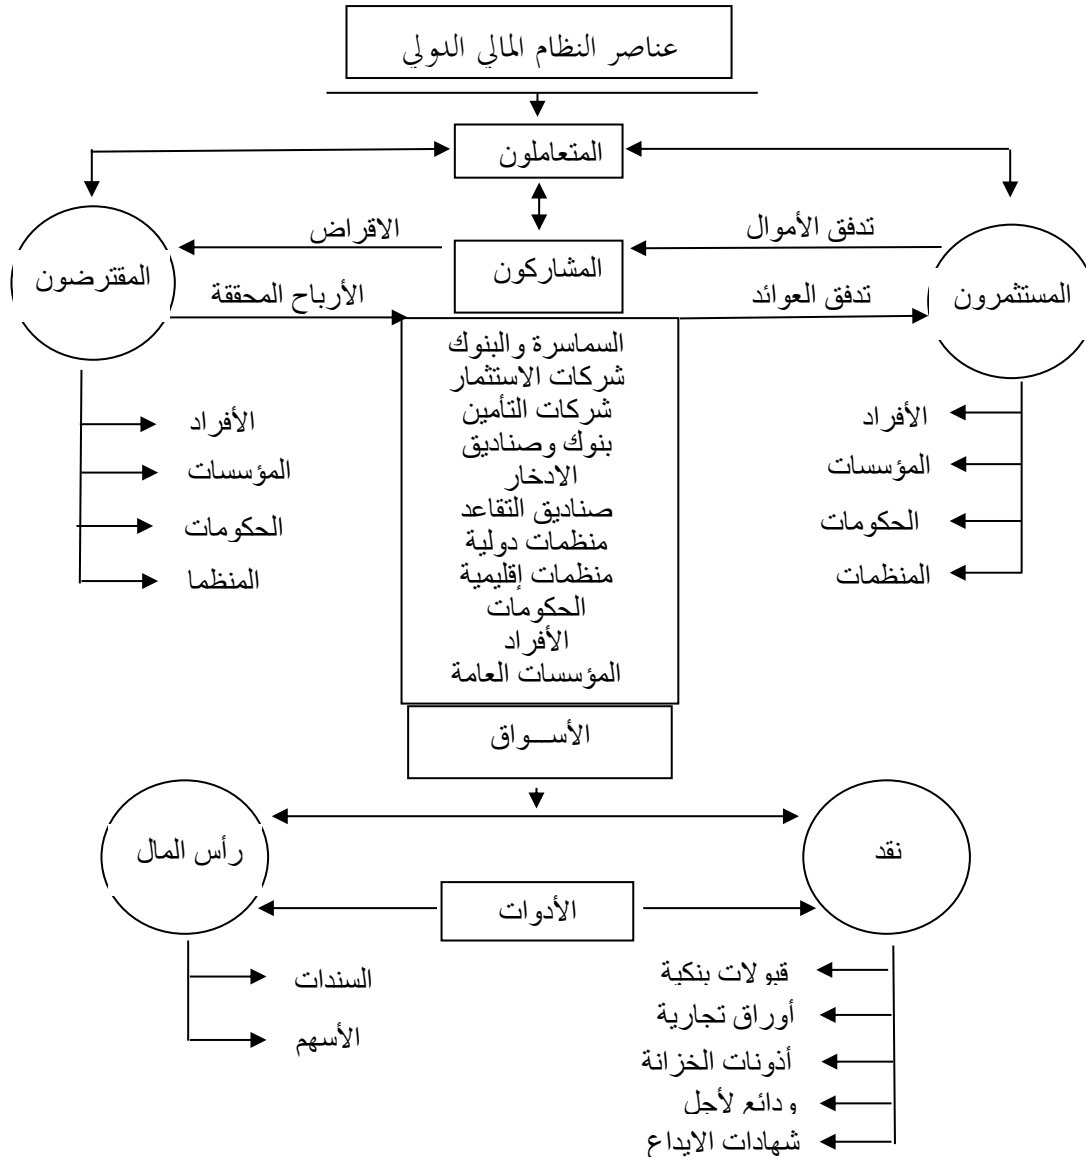 عناصر النظام المالي الدولي
المتعاملون
الاقراض
تدفق الأموال
المقترضون
المشاركون
المستثمرون
الأرباح المحققة
تدفق العوائد
السماسرة والبنوك
شركات الاستثمار
شركات التأمين
بنوك وصناديق
الادخار
صناديق التقاعد
منظمات دولية
منظمات إقليمية
الحكومات
الأفراد
المؤسسات العامة
الأفراد
المؤسسات
الحكومات
المنظمات
الأفراد
المؤسسات
الحكومات
المنظما
الأســـواق
نقد
رأس المال
الأدوات
قبولات بنكية
أوراق تجارية
أذونات الخزانة
ودائع لأجل
شهادات الايداع
السندات
الأسهم